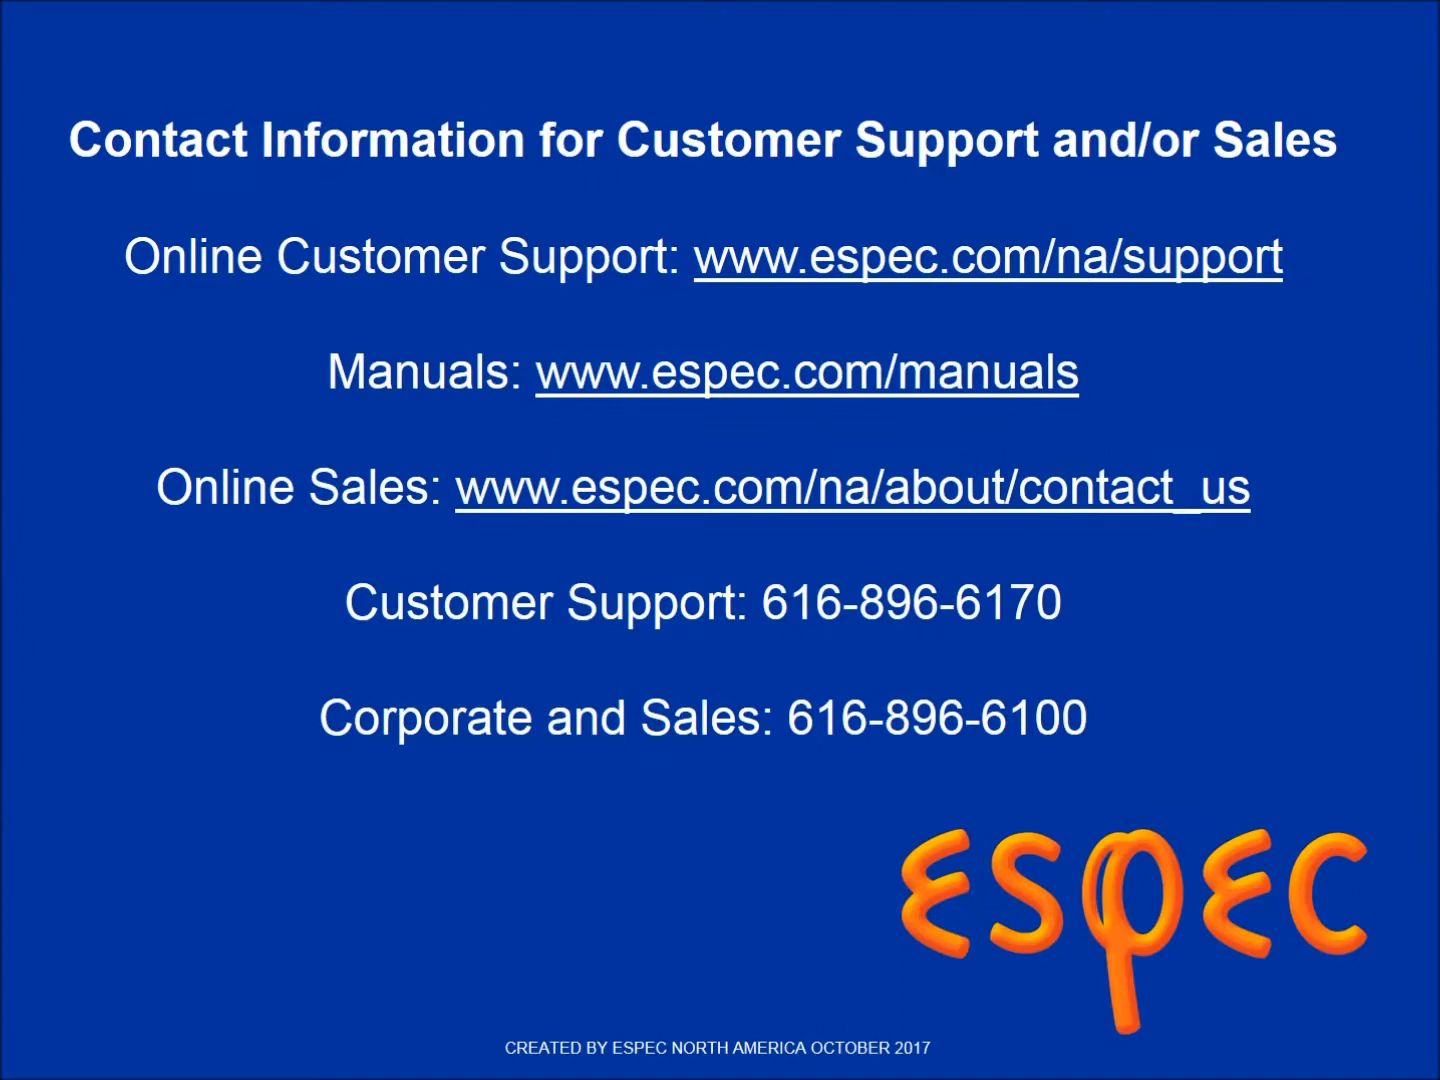 Contact Information for Customer Support and/or Sales
Online Customer Support: www.espec.com/na/support
Manuals: www.espec.com/manuals
Online Sales: www.espec.com/na/about/contact_us
Customer Support: 616-896-6170
Corporate and Sales: 616-896-6100
ESPEC
CREATED BY ESPEC NORTH AMERICA OCTOBER 2017